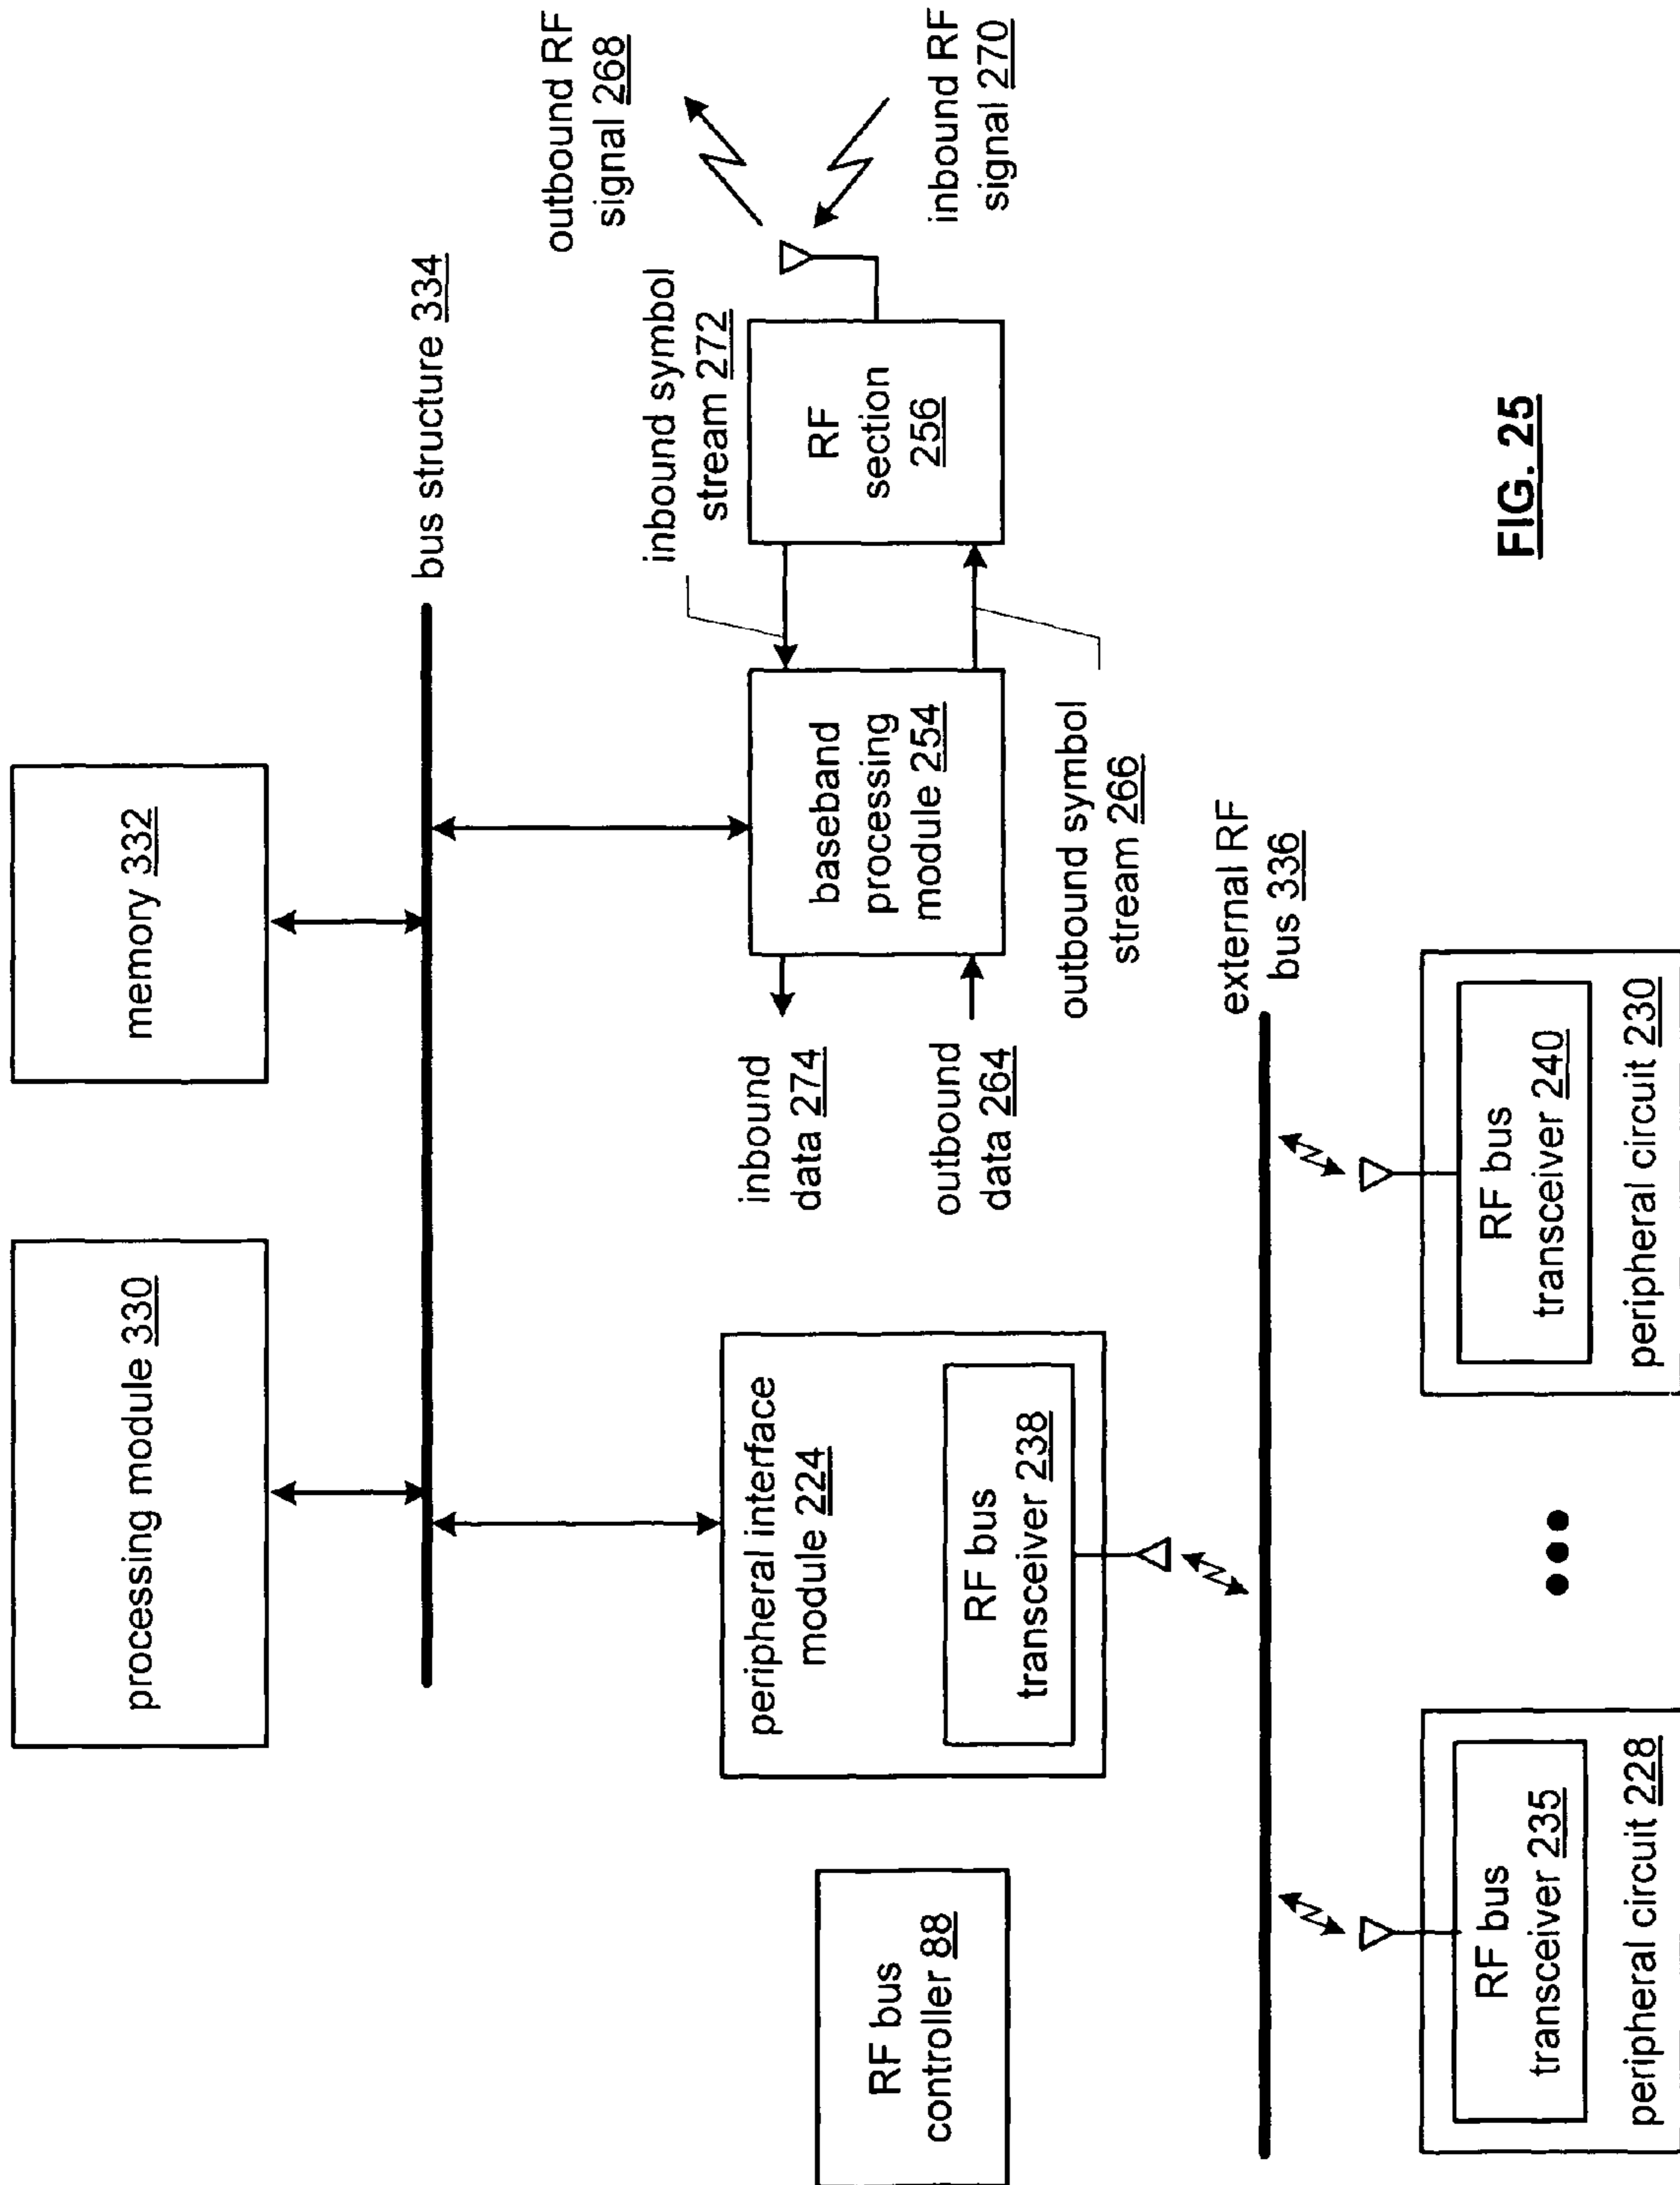 processing module 330
memory 332
bus structure 334
RF bus
controller 88
peripheral interface
module 224
RF bus
transceiver 238
inbound
data 274
outbound
data 264
baseband
processing
module 254
inbound symbol
stream 272
outbound symbol
stream 266
RF
section
256
outbound RF
signal 268
inbound RF
signal 270
external RF
bus 336
RF bus
transceiver 235
peripheral circuit 228
RF bus
transceiver 240
peripheral circuit 230
FIG. 25